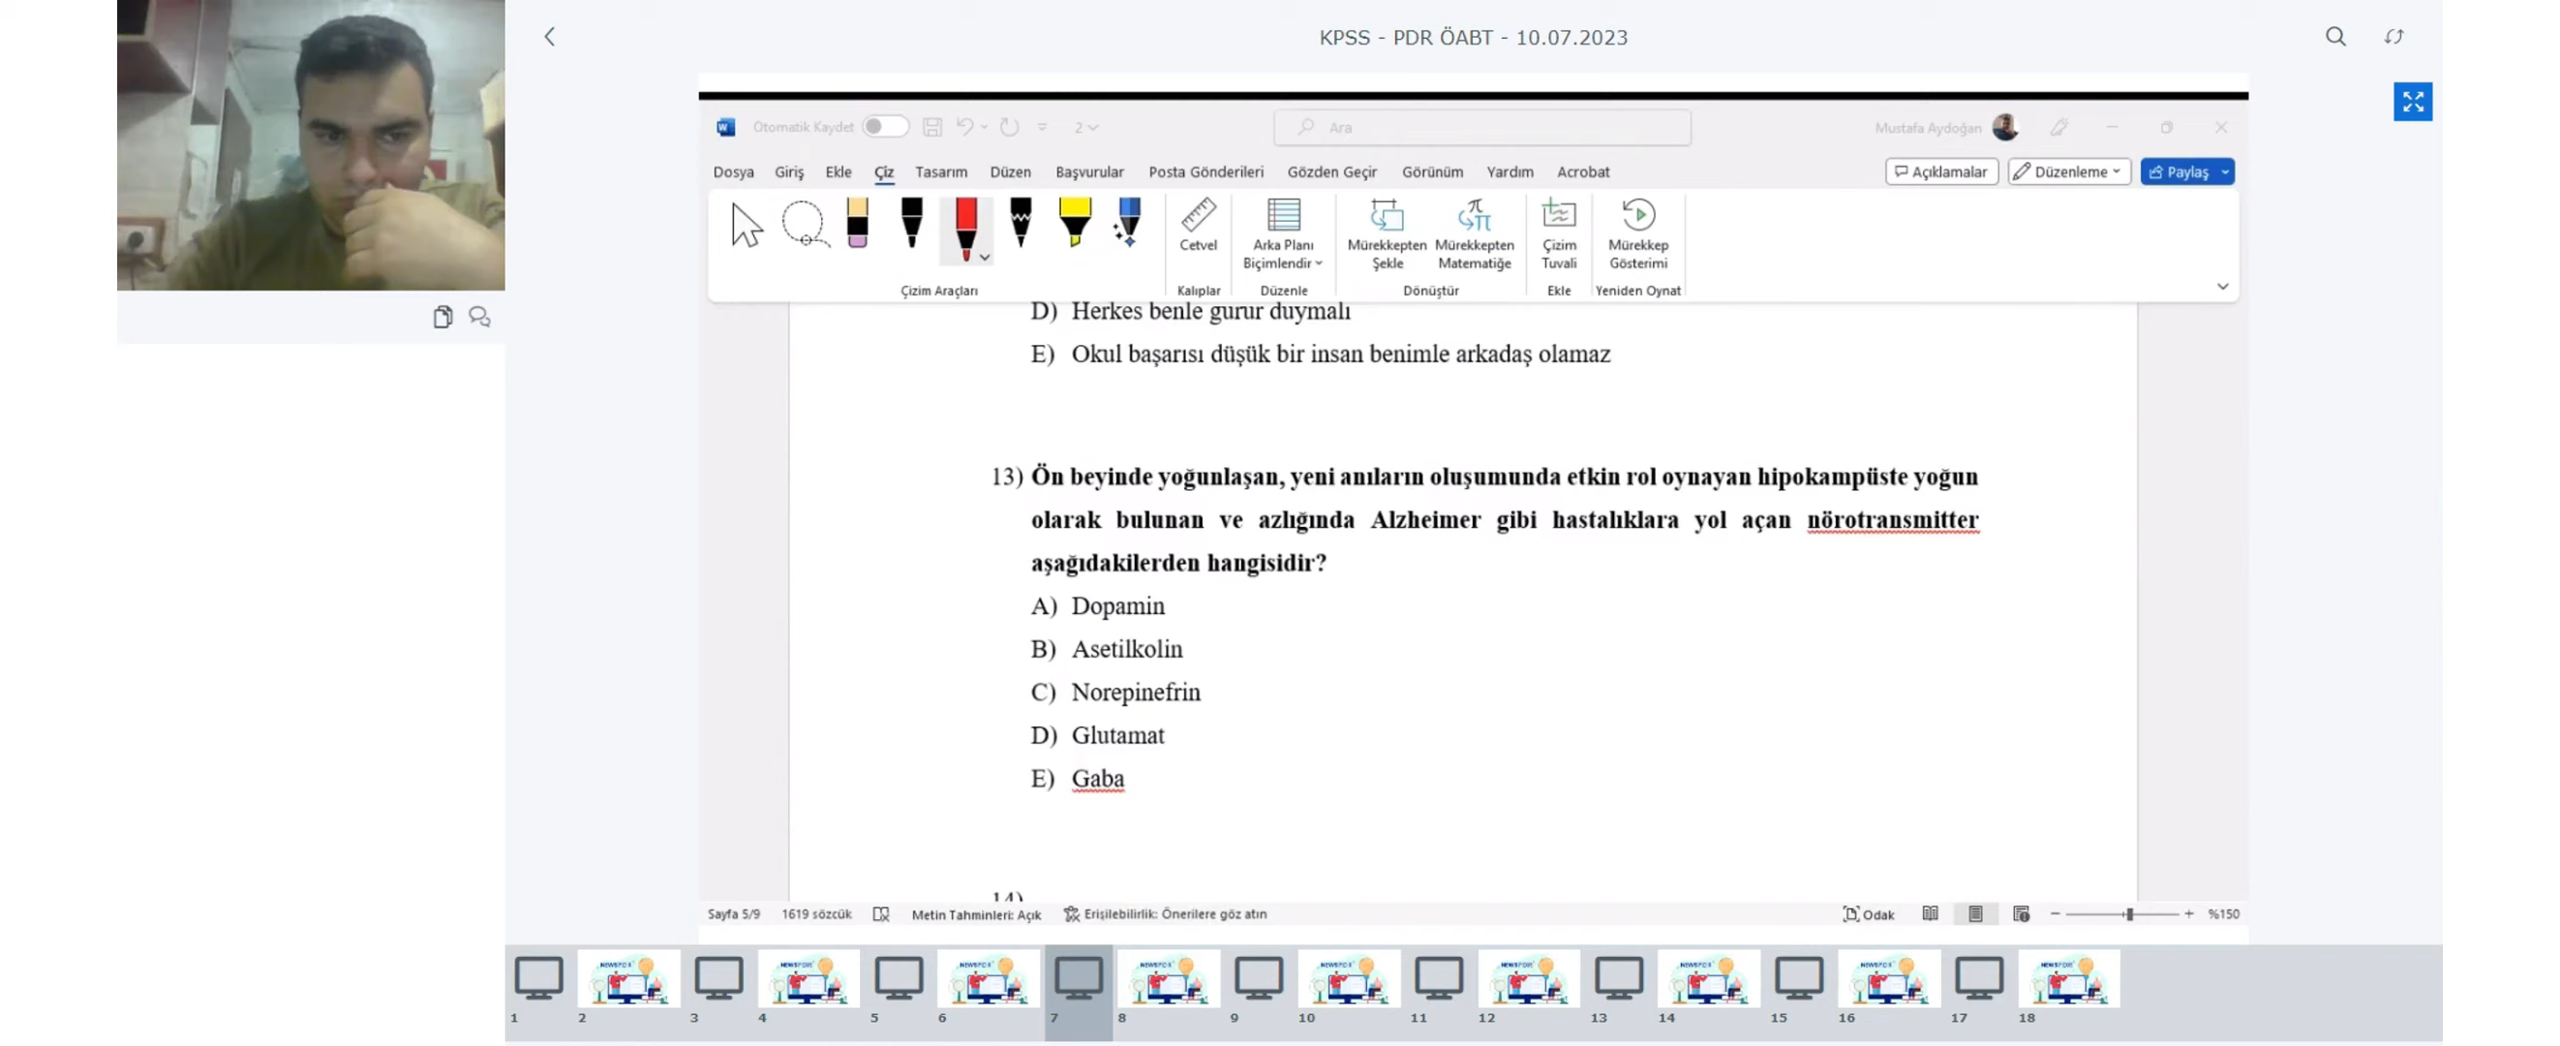 KPSS - PDR ÖABT - 10.07.2023
Otomatik Kaydet
2
Ara
Mustafa Aydoğan
Dosya Giriş Ekle Çiz Tasarım Düzen Başvurular Posta Gönderileri Gözden Geçir Görünüm Yardım Acrobat
Açıklamalar Düzenleme Paylaş
Cetvel
Arka Planı Biçimlendir
Mürekkepten Şekle
Mürekkepten Matematiğe
Çizim Tuvali
Mürekkep Gösterimi
Çizim Araçları Kalıplar Düzenle Dönüştür Ekle Yeniden Oynat
D) Herkes benle gurur duymalı
E) Okul başarısı düşük bir insan benimle arkadaş olamaz
13) Ön beyinde yoğunlaşan, yeni anıların oluşumunda etkin rol oynayan hipokampüste yoğun
olarak bulunan ve azlığında Alzheimer gibi hastalıklara yol açan nörotransmitter
aşağıdakilerden hangisidir?
A) Dopamin
B) Asetilkolin
C) Norepinefrin
D) Glutamat
E) Gaba
14)
Sayfa 5/9 1619 sözcük Metin Tahminleri: Açık Erişilebilirlik: Önerilere göz atın Odak %150
1 2 3 4 5 6 7 8 9 10 11 12 13 14 15 16 17 18